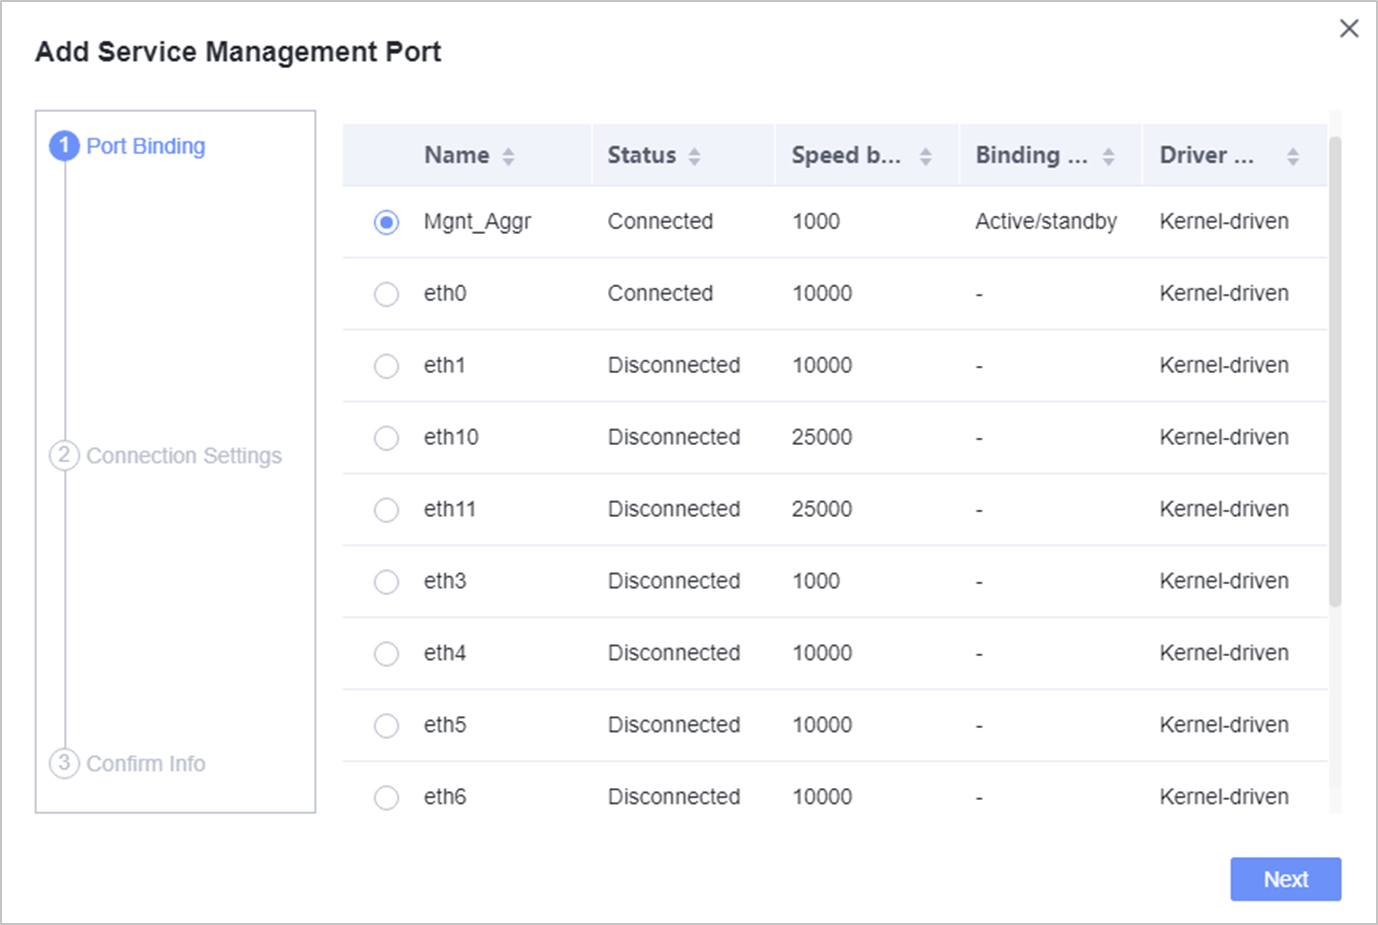 Add Service Management Port
1 Port Binding
2 Connection Settings
3 Confirm Info
Name Status Speed b... Binding ... Driver ...
Mgnt_Aggr Connected 1000 Active/standby Kernel-driven
eth0 Connected 10000 - Kernel-driven
eth1 Disconnected 10000 - Kernel-driven
eth10 Disconnected 25000 - Kernel-driven
eth11 Disconnected 25000 - Kernel-driven
eth3 Disconnected 1000 - Kernel-driven
eth4 Disconnected 10000 - Kernel-driven
eth5 Disconnected 10000 - Kernel-driven
eth6 Disconnected 10000 - Kernel-driven
Next